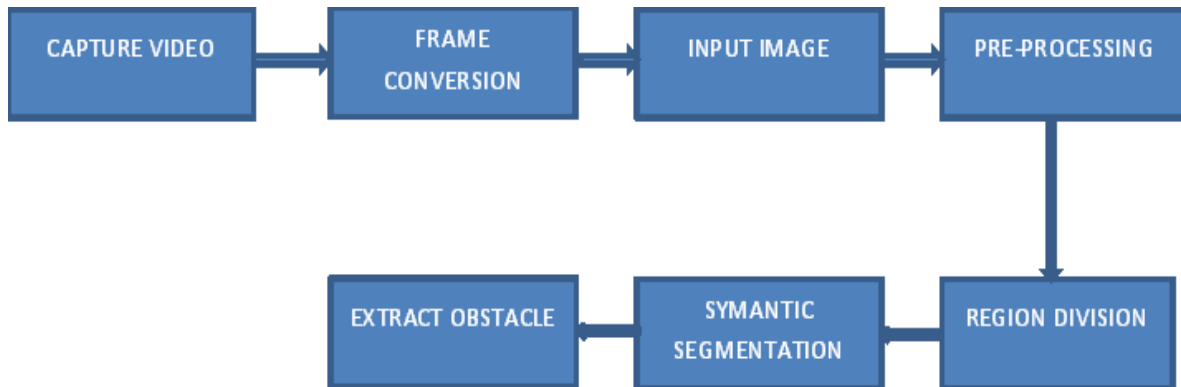 CAPTURE VIDEO
FRAME
CONVERSION
INPUT IMAGE
PRE-PROCESSING
REGION DIVISION
SYMANTIC
SEGMENTATION
EXTRACT OBSTACLE